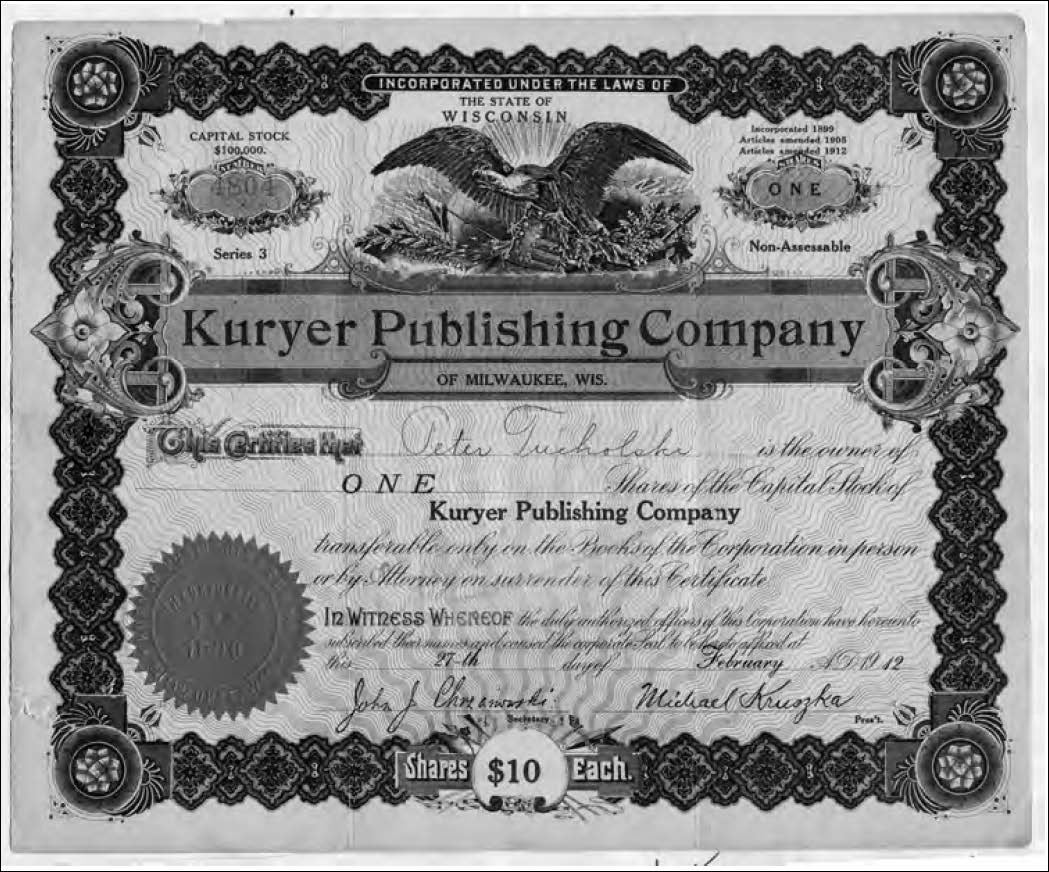 INCORPORATED UNDER THE LAWS OF
THE STATE OF
WISCONSIN
CAPITAL STOCK
$100,000.
NUMBER
4804
Series 3
Incorporated 1899
Articles amended 1905
Articles amended 1912
SHARES
ONE
Non-Assessable
Kuryer Publishing Company
OF MILWAUKEE, WIS.
This Certifies that Peter Tucholski is the owner of
ONE Shares of the Capital Stock of
Kuryer Publishing Company
transferable only on the Books of the Corporation in person
or by Attorney on surrender of this Certificate
IN WITNESS WHEREOF the duly authorized officers of this Corporation have hereunto
subscribed their names and caused the corporate Seal to be hereto affixed at
this 27-th day of February A.D. 1912
John J. Secretary
Michael Kruszka Pres't.
Shares $10 Each.